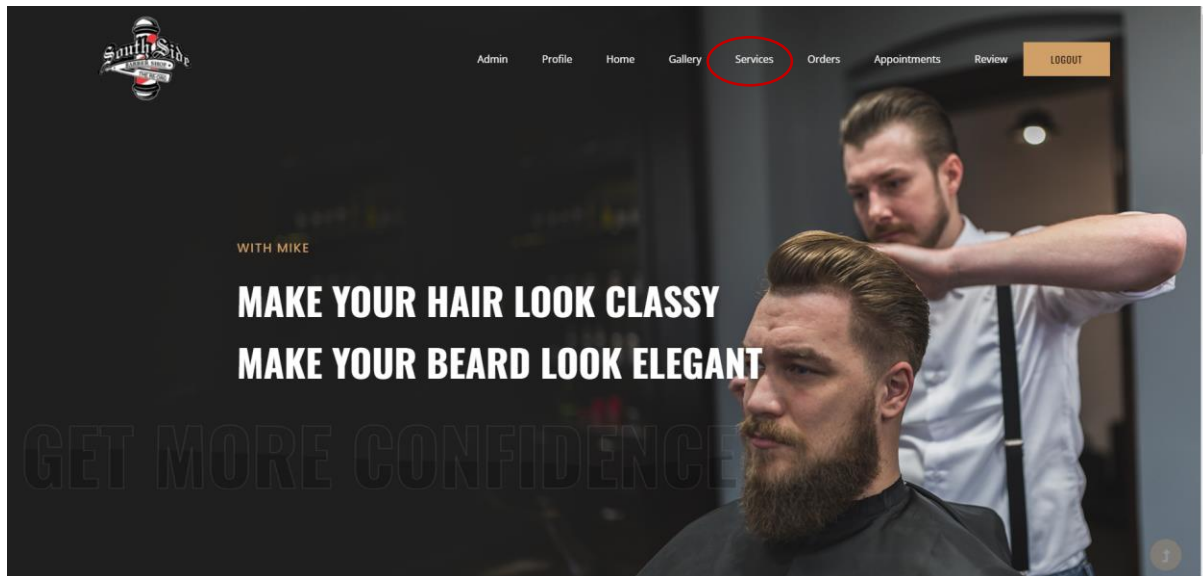 South Side
BARBER SHOP
Admin Profile Home Gallery Services Orders Appointments Review LOGOUT
WITH MIKE
MAKE YOUR HAIR LOOK CLASSY
MAKE YOUR BEARD LOOK ELEGANT
GET MORE CONFIDENCE